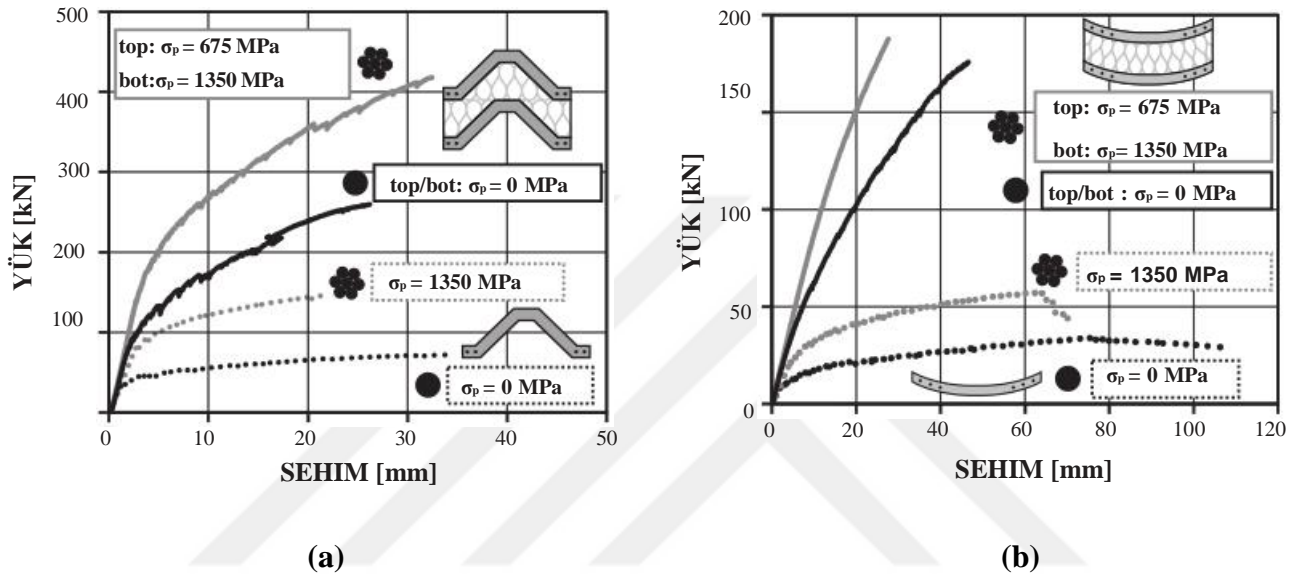 500
400
300
200
100
0
YÜK [kN]
top: σp = 675 MPa
bot:σp = 1350 MPa
top/bot: σp = 0 MPa
σp = 1350 MPa
σp = 0 MPa
0 10 20 30 40 50
SEHIM [mm]
(a)
200
150
100
50
0
YÜK [kN]
top: σp = 675 MPa
bot: σp = 1350 MPa
top/bot : σp = 0 MPa
σp = 1350 MPa
σp = 0 MPa
0 20 40 60 80 100 120
SEHIM [mm]
(b)